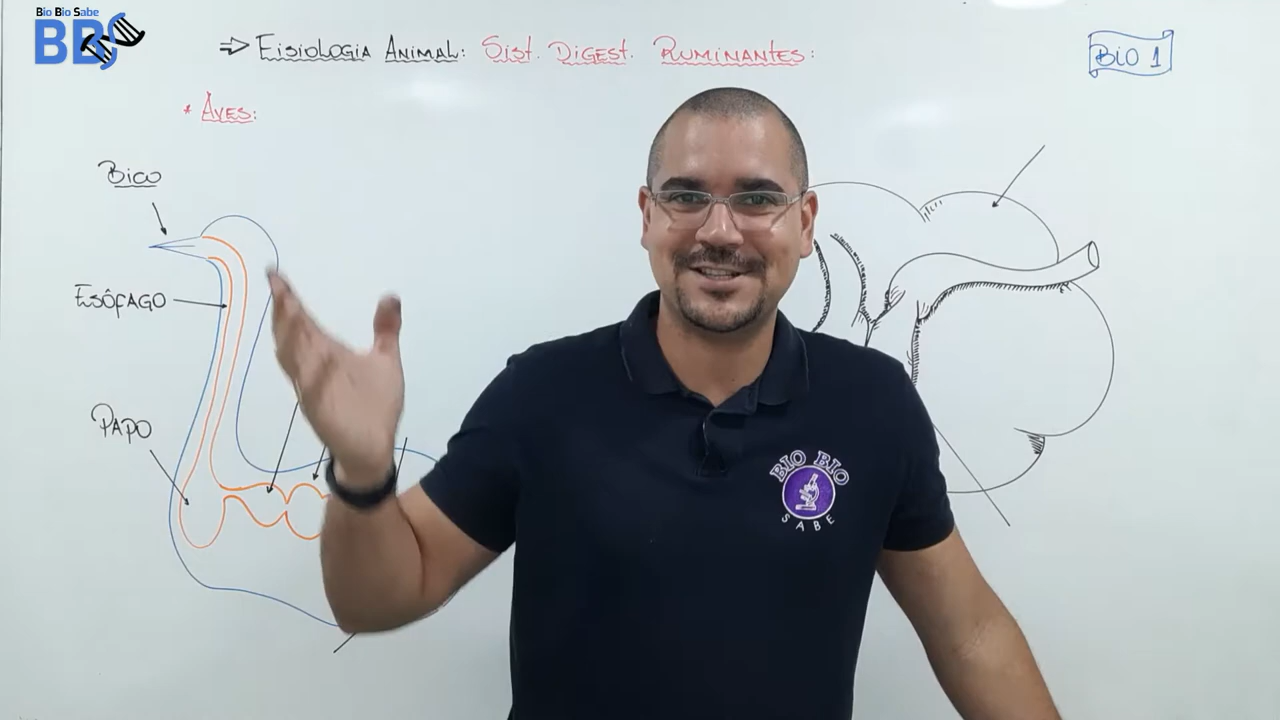 Bio Bio Sabe
BBS
⇒ Fisiologia Animal: Sist. Digest. Ruminantes:
BIO 1
* Aves:
Bico
Esôfago
Papo
BIO BIO
SABE